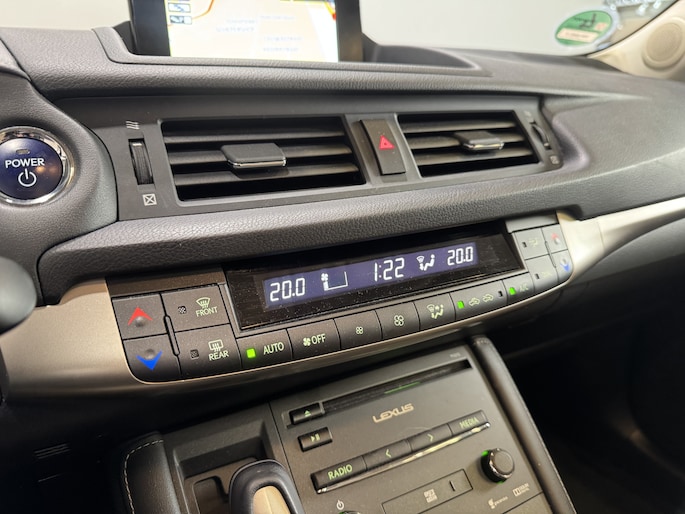 POWER
20.0 1:22 20.0
FRONT
REAR
AUTO OFF
A/C
LEXUS
MEDIA
RADIO